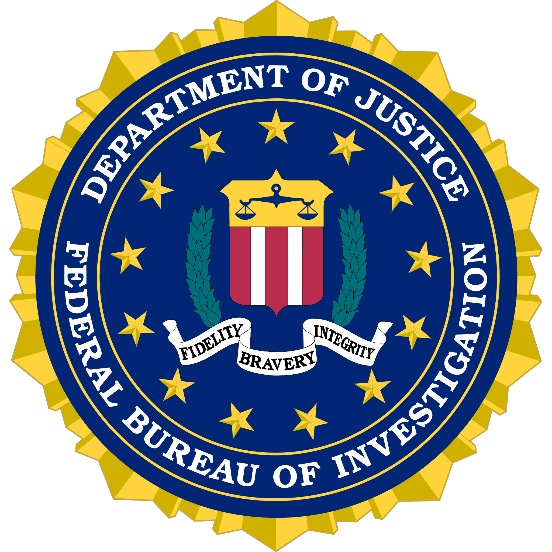 DEPARTMENT OF JUSTICE
FIDELITY
BRAVERY
INTEGRITY
FEDERAL BUREAU OF INVESTIGATION